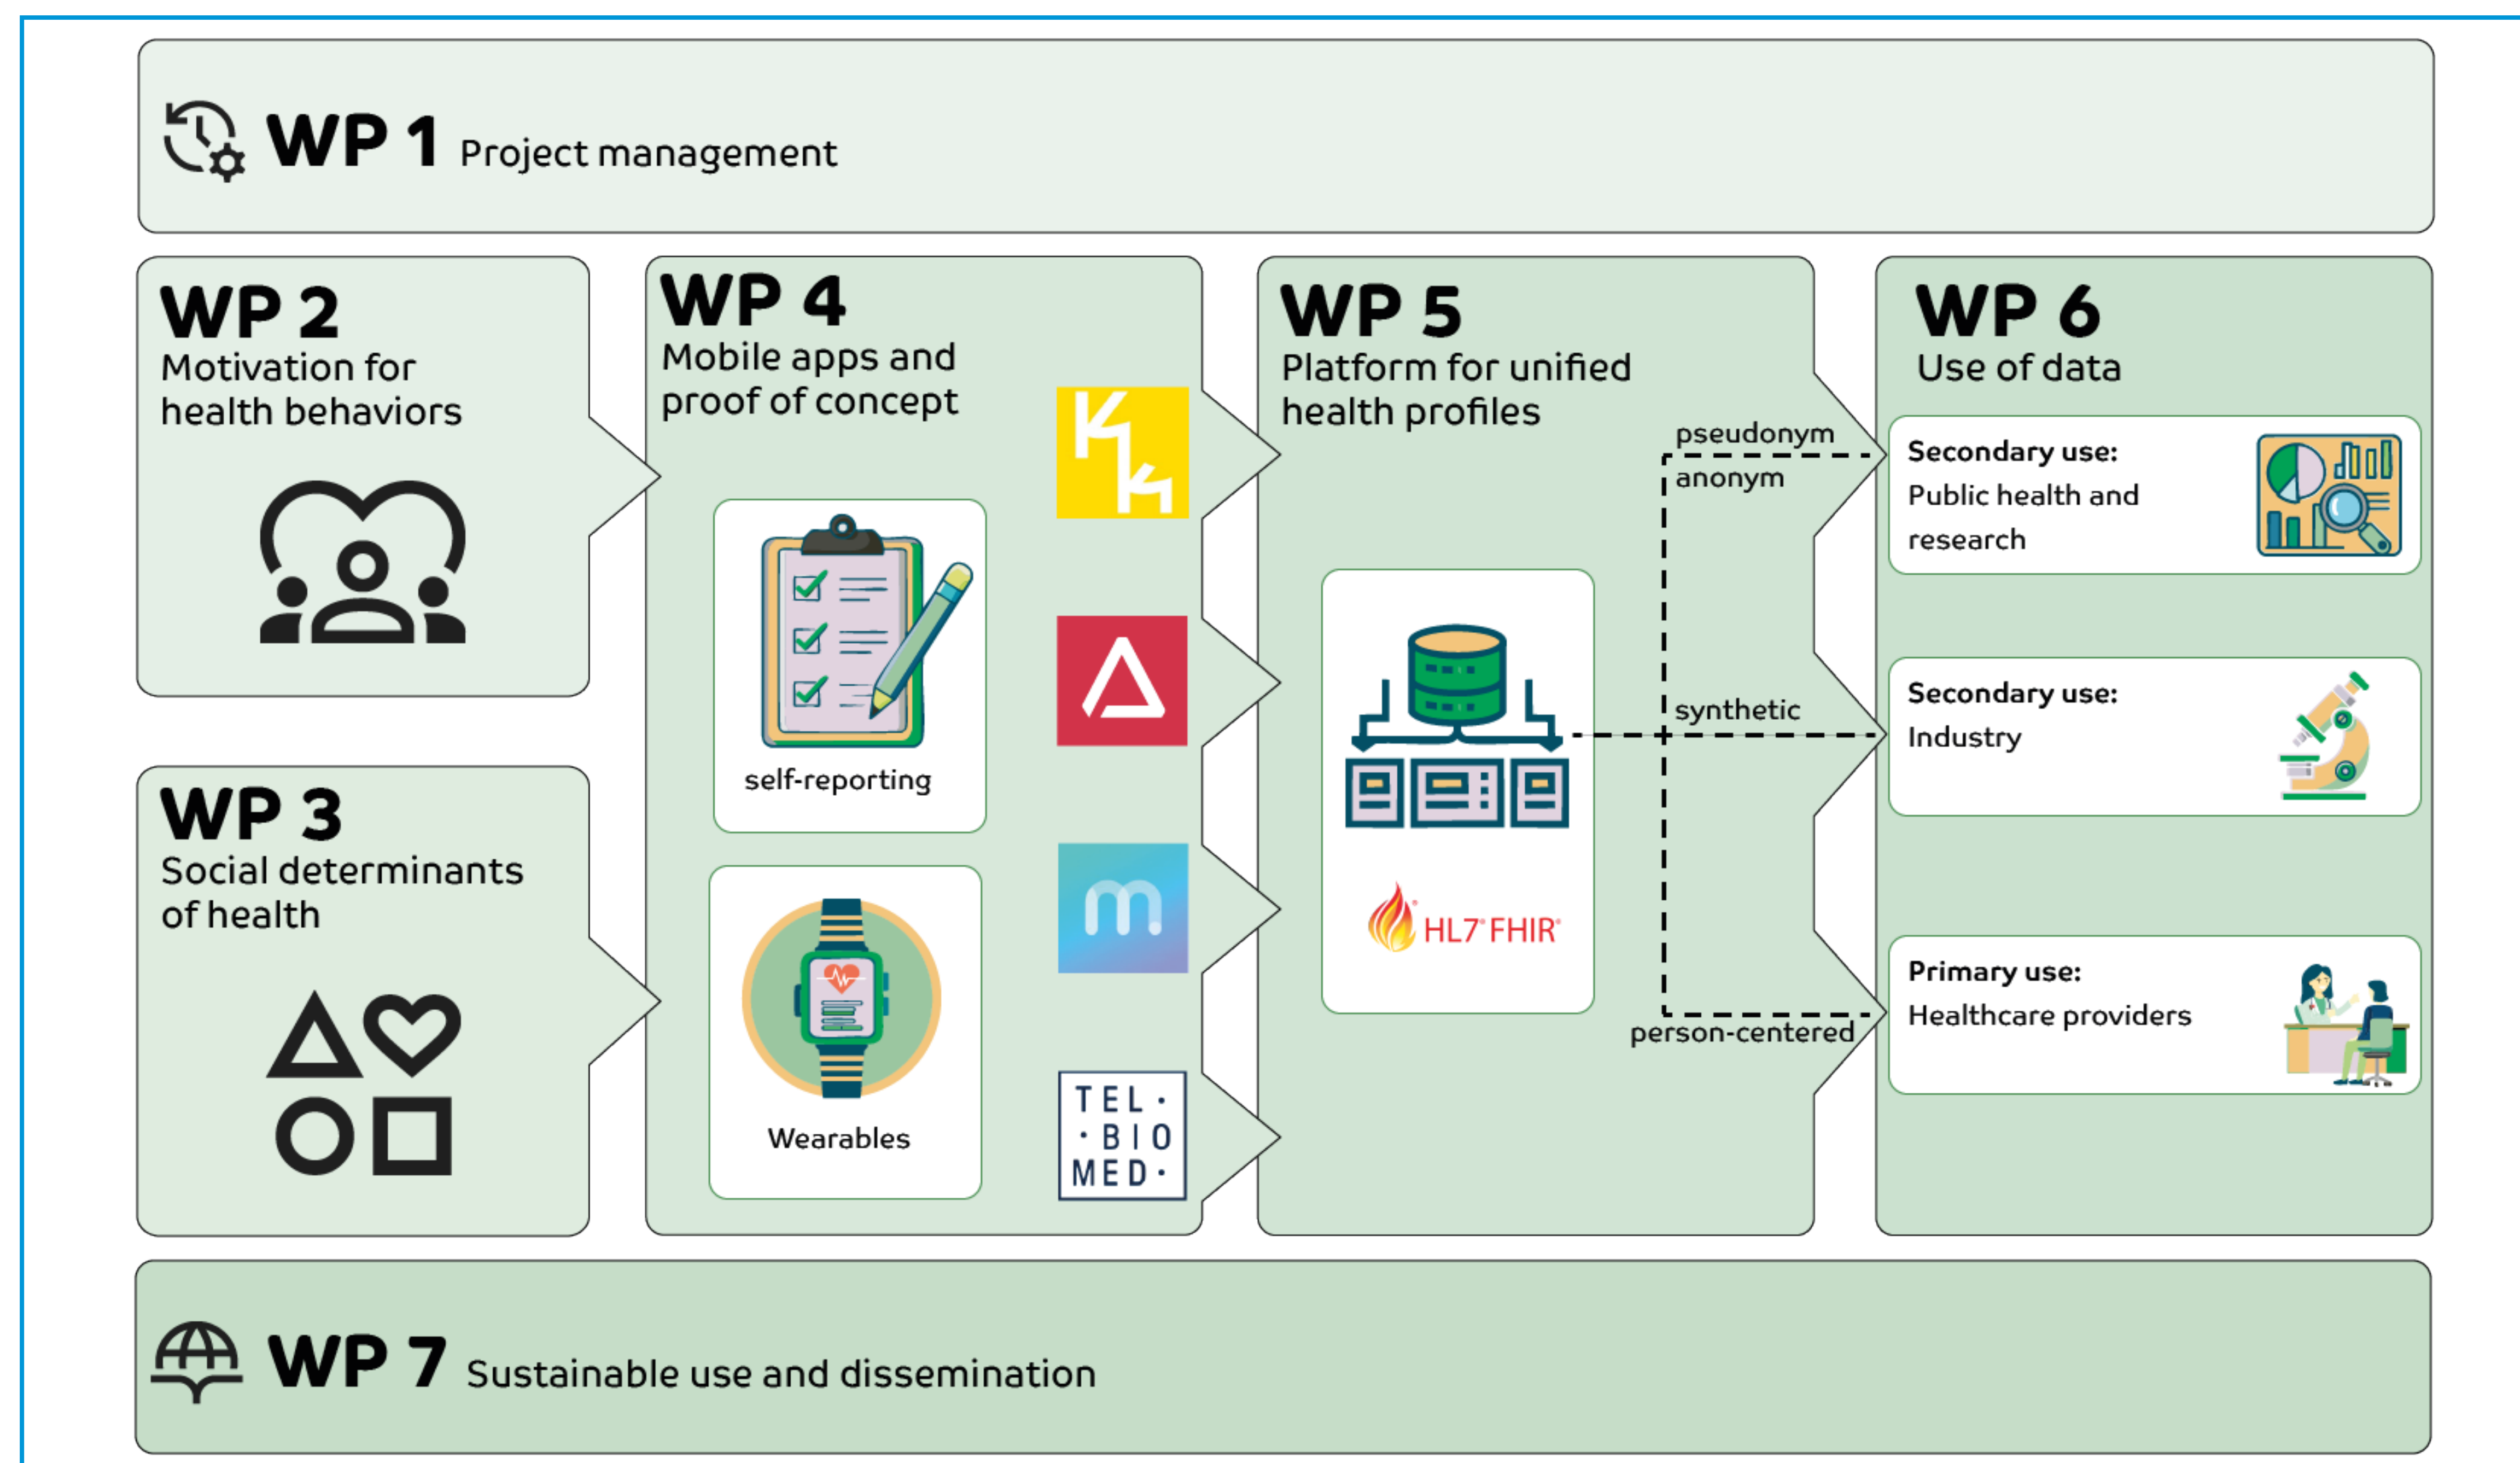 WP 1 Project management
WP 2
Motivation for
health behaviors
WP 3
Social determinants
of health
WP 4
Mobile apps and
proof of concept
self-reporting
Wearables
KKh
m
TEL·
·BIO
MED·
WP 5
Platform for unified
health profiles
HL7® FHIR®
pseudonym
anonym
synthetic
person-centered
WP 6
Use of data
Secondary use:
Public health and
research
Secondary use:
Industry
Primary use:
Healthcare providers
WP 7 Sustainable use and dissemination